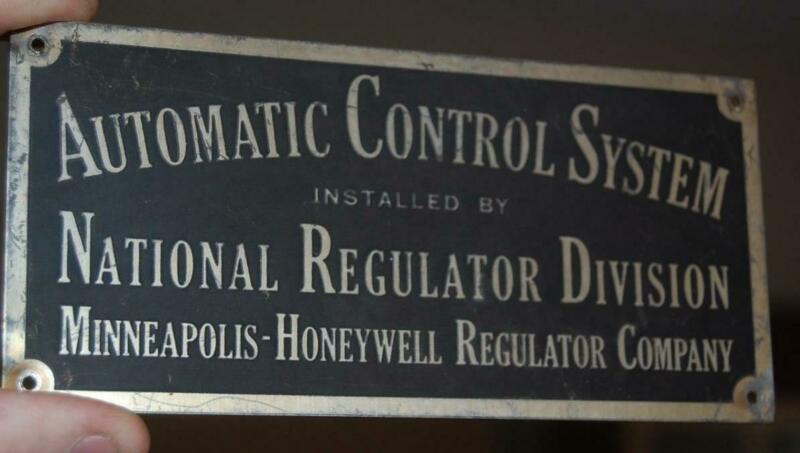 AUTOMATIC CONTROL SYSTEM
INSTALLED BY
NATIONAL REGULATOR DIVISION
MINNEAPOLIS-HONEYWELL REGULATOR COMPANY